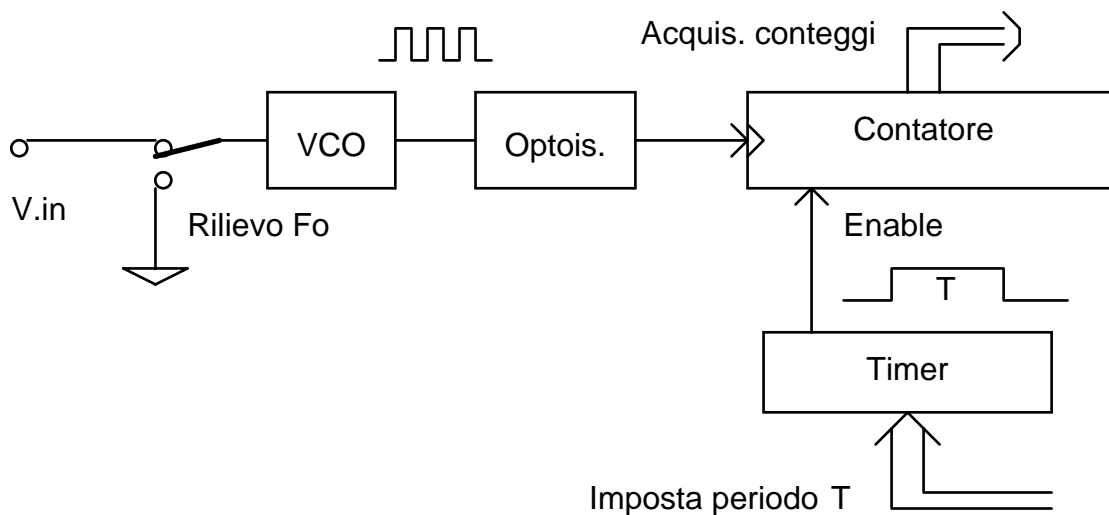 Acquis. conteggi
VCO
Optois.
Contatore
V.in
Rilievo Fo
Enable
T
Timer
Imposta periodo T